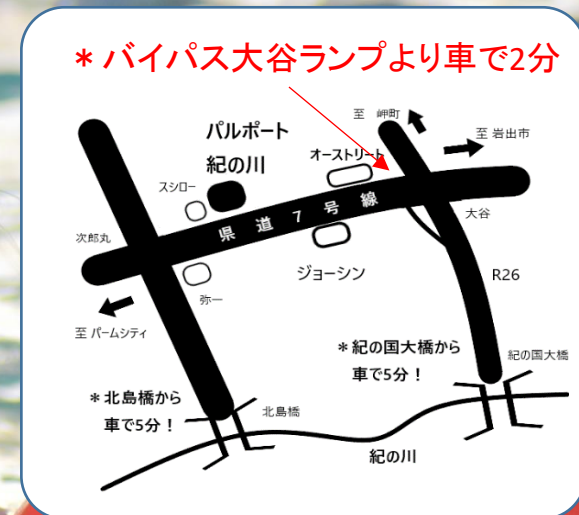 ＊バイパス大谷ランプより車で2分
至 岬町
至 岩出市
パルポート
紀の川
オーストリート
スシロー
県道7号線
大谷
次郎丸
ジョーシン
R26
弥一
至 パームシティ
＊紀の国大橋から
車で5分！
紀の国大橋
＊北島橋から
車で5分！
北島橋
紀の川